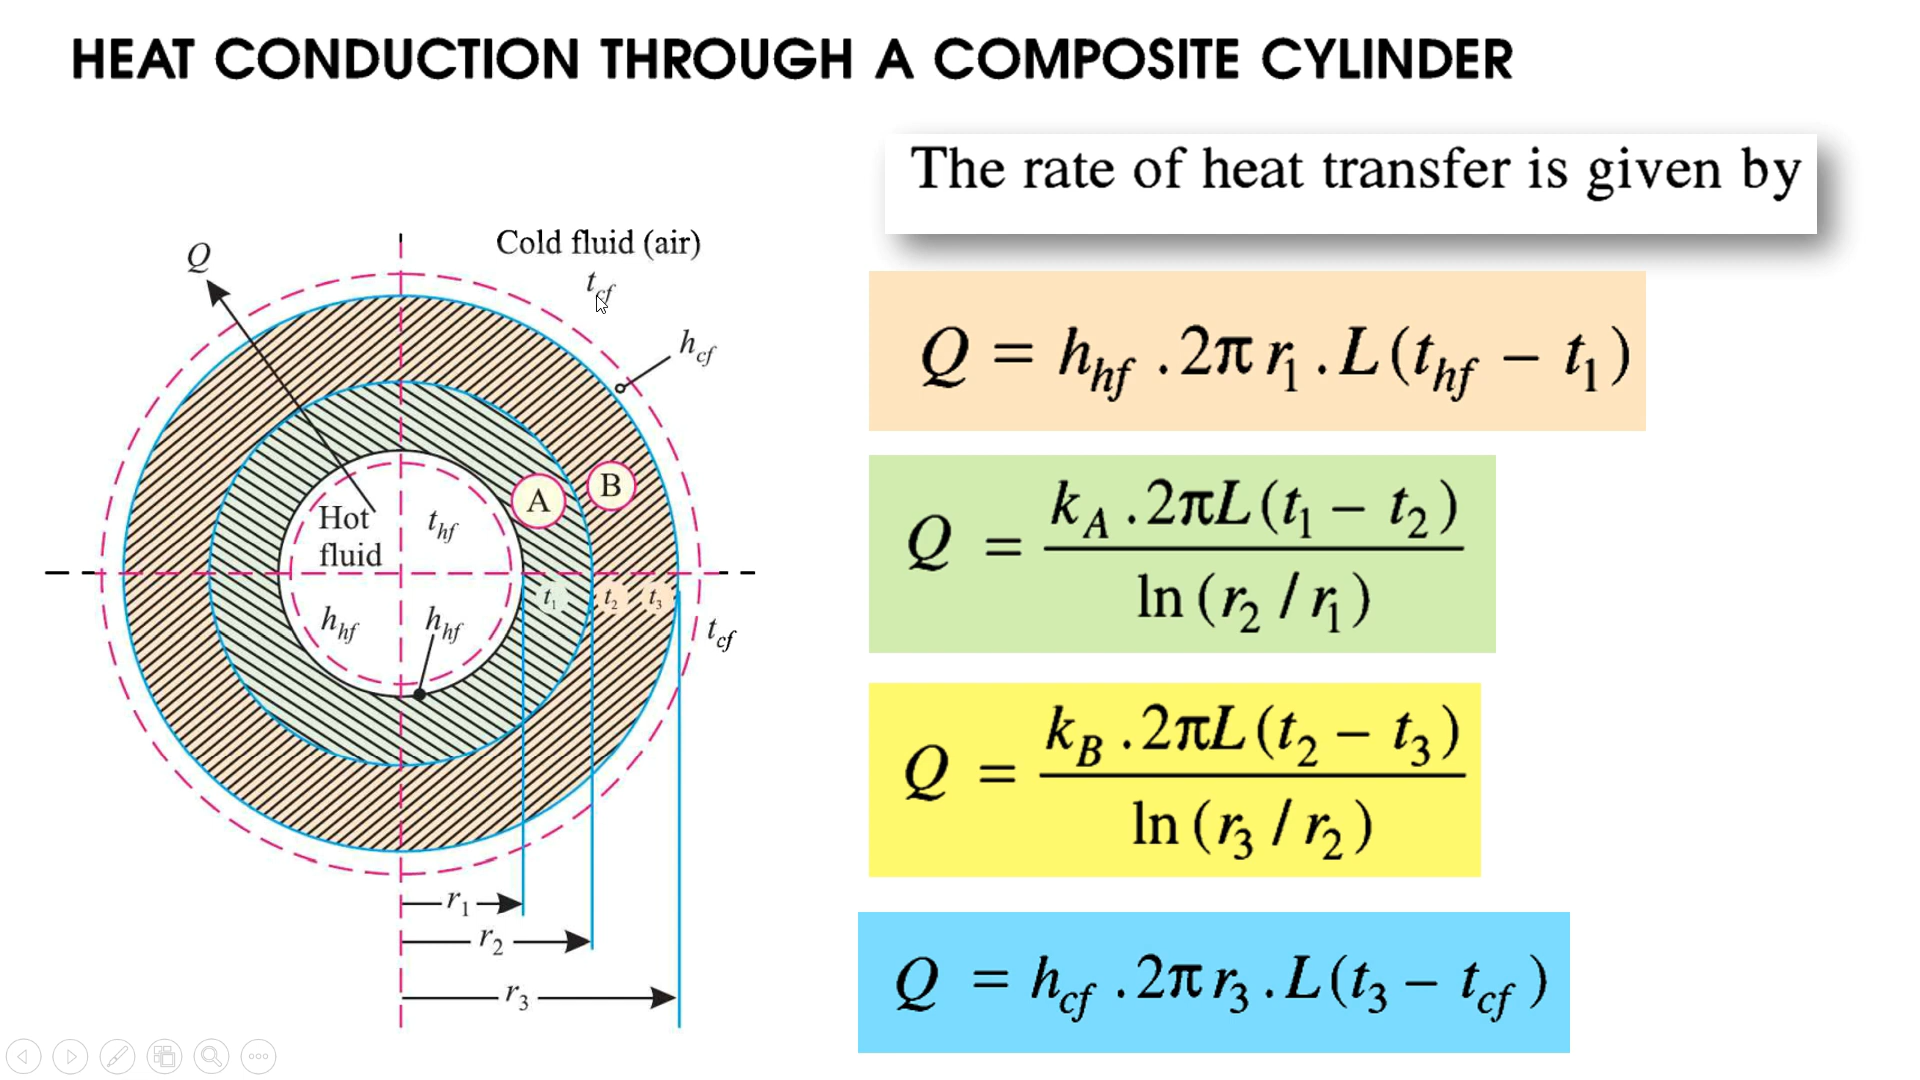 HEAT CONDUCTION THROUGH A COMPOSITE CYLINDER
The rate of heat transfer is given by
Q
Cold fluid (air)
t_cf
h_cf
A
B
Hot
fluid
t_hf
h_hf
h_hf
t_1
t_2
t_3
t_cf
r_1
r_2
r_3
Q = h_hf . 2π r_1 . L (t_hf – t_1)
Q = k_A . 2πL (t_1 – t_2) / ln (r_2 / r_1)
Q = k_B . 2πL (t_2 – t_3) / ln (r_3 / r_2)
Q = h_cf . 2π r_3 . L (t_3 – t_cf)